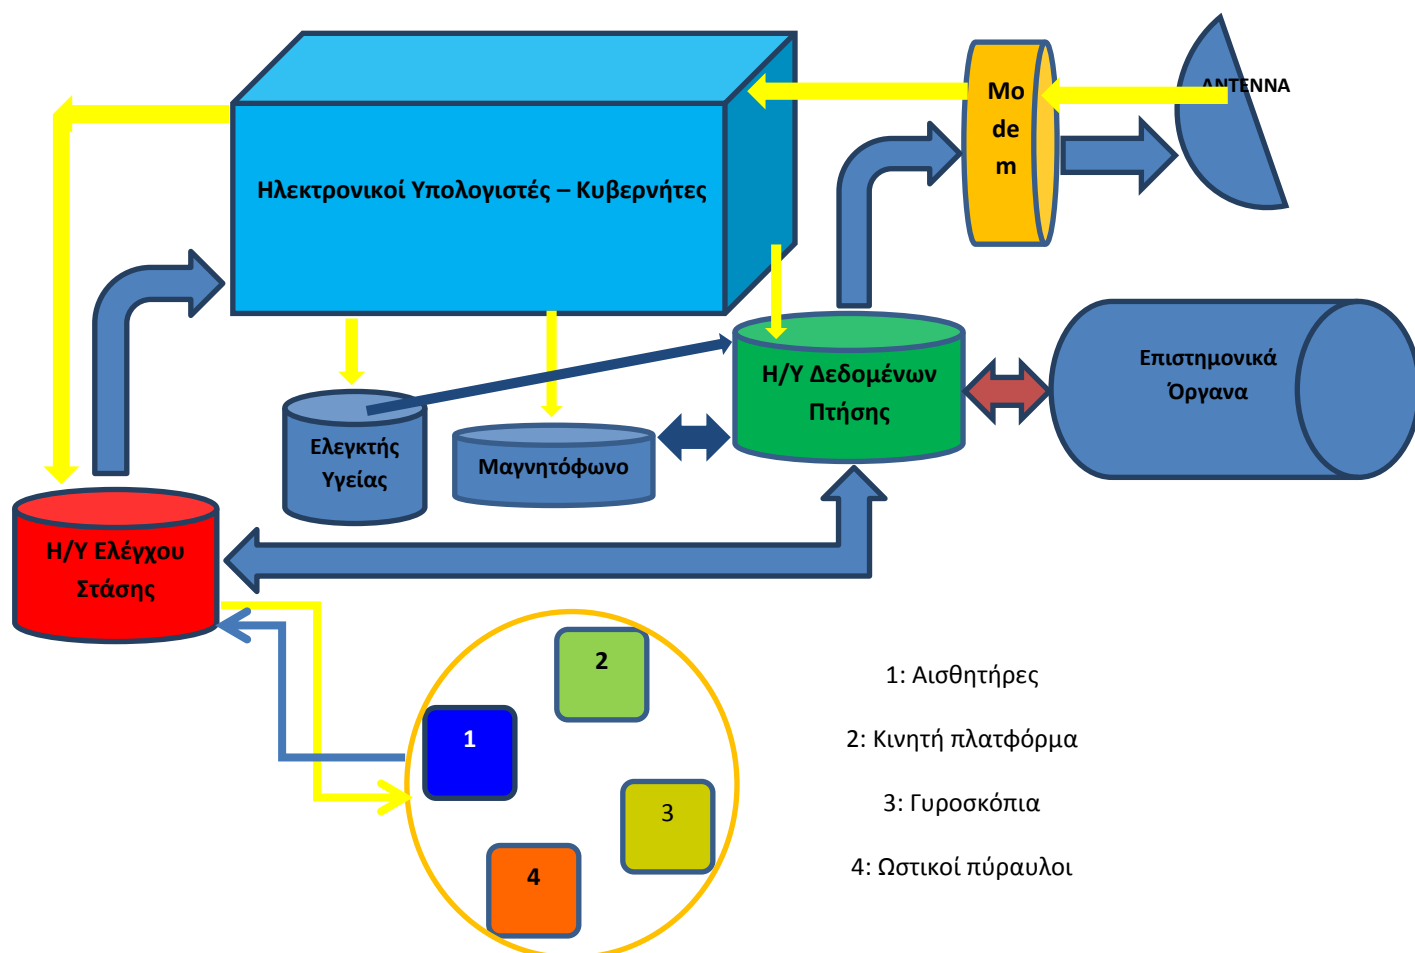 ANTENNA
Mo
de
m
Ηλεκτρονικοί Υπολογιστές – Κυβερνήτες
Επιστημονικά
Όργανα
Η/Υ Δεδομένων
Πτήσης
Ελεγκτής
Υγείας
Μαγνητόφωνο
Η/Υ Ελέγχου
Στάσης
2
1
3
4
1: Αισθητήρες
2: Κινητή πλατφόρμα
3: Γυροσκόπια
4: Ωστικοί πύραυλοι